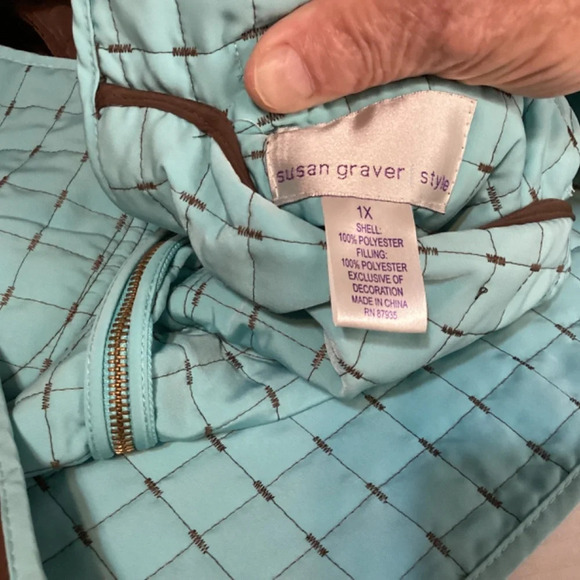 susan graver style
1X
SHELL:
100% POLYESTER
FILLING:
100% POLYESTER
EXCLUSIVE OF
DECORATION
MADE IN CHINA
RN 87935